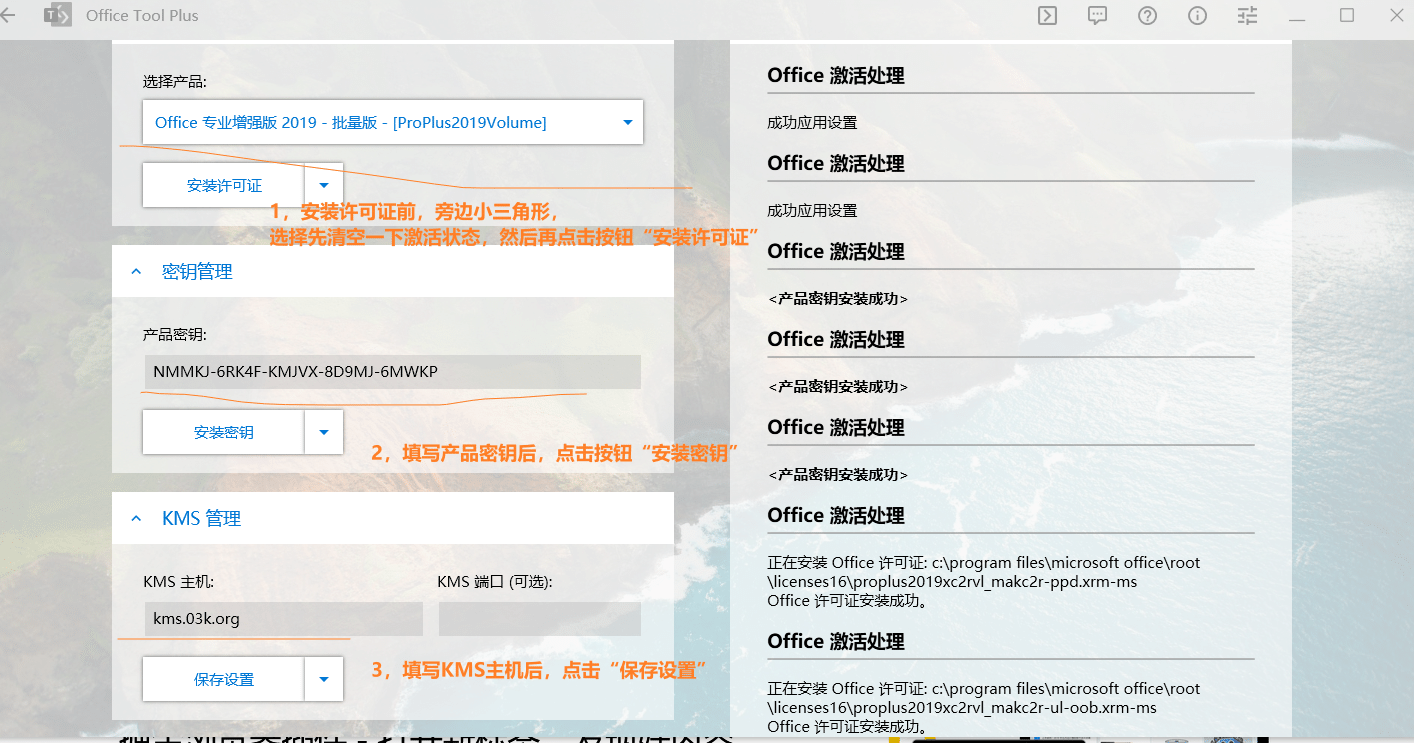 Office Tool Plus
选择产品:
Office 专业增强版 2019 - 批量版 - [ProPlus2019Volume]
安装许可证
1，安装许可证前，旁边小三角形，
选择先清空一下激活状态，然后再点击按钮“安装许可证”
密钥管理
产品密钥:
NMMKJ-6RK4F-KMJVX-8D9MJ-6MWKP
安装密钥
2，填写产品密钥后，点击按钮“安装密钥”
KMS 管理
KMS 主机:
KMS 端口 (可选):
kms.03k.org
保存设置
3，填写KMS主机后，点击“保存设置”
Office 激活处理
成功应用设置
Office 激活处理
成功应用设置
Office 激活处理
<产品密钥安装成功>
Office 激活处理
<产品密钥安装成功>
Office 激活处理
<产品密钥安装成功>
Office 激活处理
正在安装 Office 许可证: c:\program files\microsoft office\root
\licenses16\proplus2019xc2rvl_makc2r-ppd.xrm-ms
Office 许可证安装成功。
Office 激活处理
正在安装 Office 许可证: c:\program files\microsoft office\root
\licenses16\proplus2019xc2rvl_makc2r-ul-oob.xrm-ms
Office 许可证安装成功。